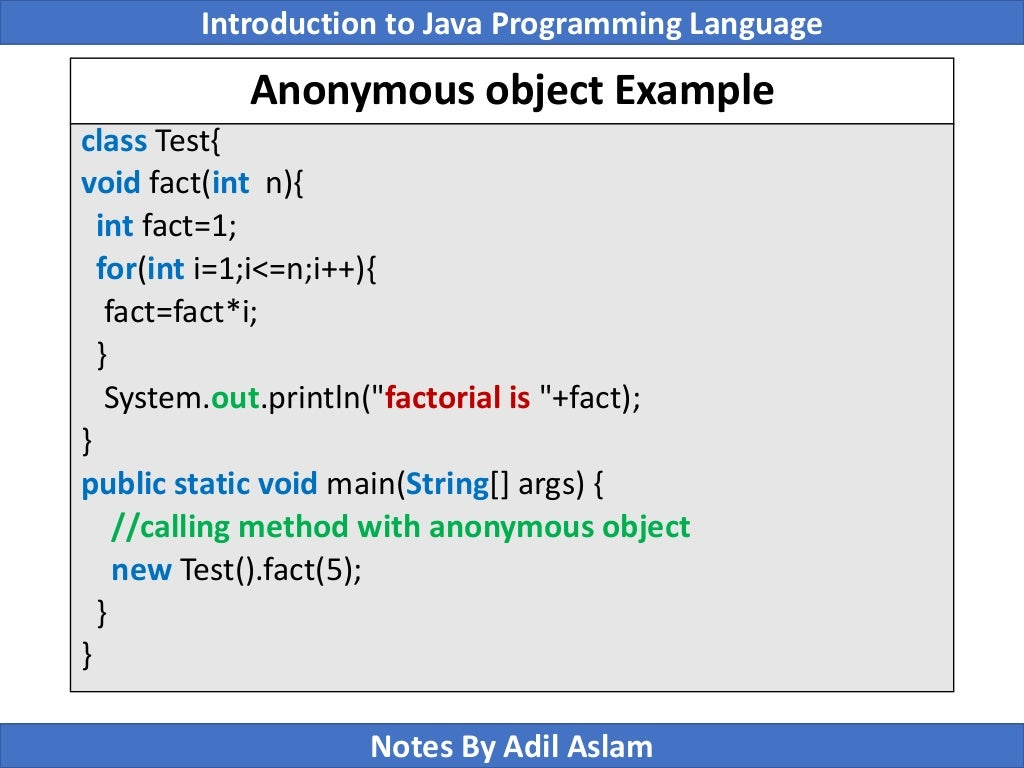 Introduction to Java Programming Language
Anonymous object Example
class Test{
void fact(int  n){
  int fact=1;
  for(int i=1;i<=n;i++){
   fact=fact*i;
  }
   System.out.println("factorial is "+fact);
}
public static void main(String[] args) {
    //calling method with anonymous object
    new Test().fact(5);
  }
}
Notes By Adil Aslam